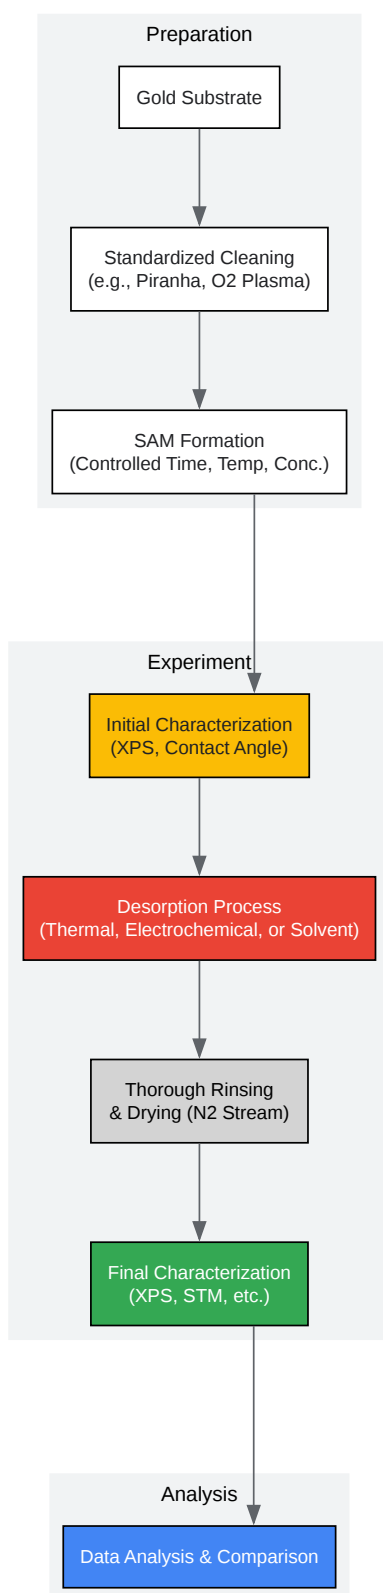 Preparation
Gold Substrate
Standardized Cleaning
(e.g., Piranha, O2 Plasma)
SAM Formation
(Controlled Time, Temp, Conc.)
Experiment
Initial Characterization
(XPS, Contact Angle)
Desorption Process
(Thermal, Electrochemical, or Solvent)
Thorough Rinsing
& Drying (N2 Stream)
Final Characterization
(XPS, STM, etc.)
Analysis
Data Analysis & Comparison